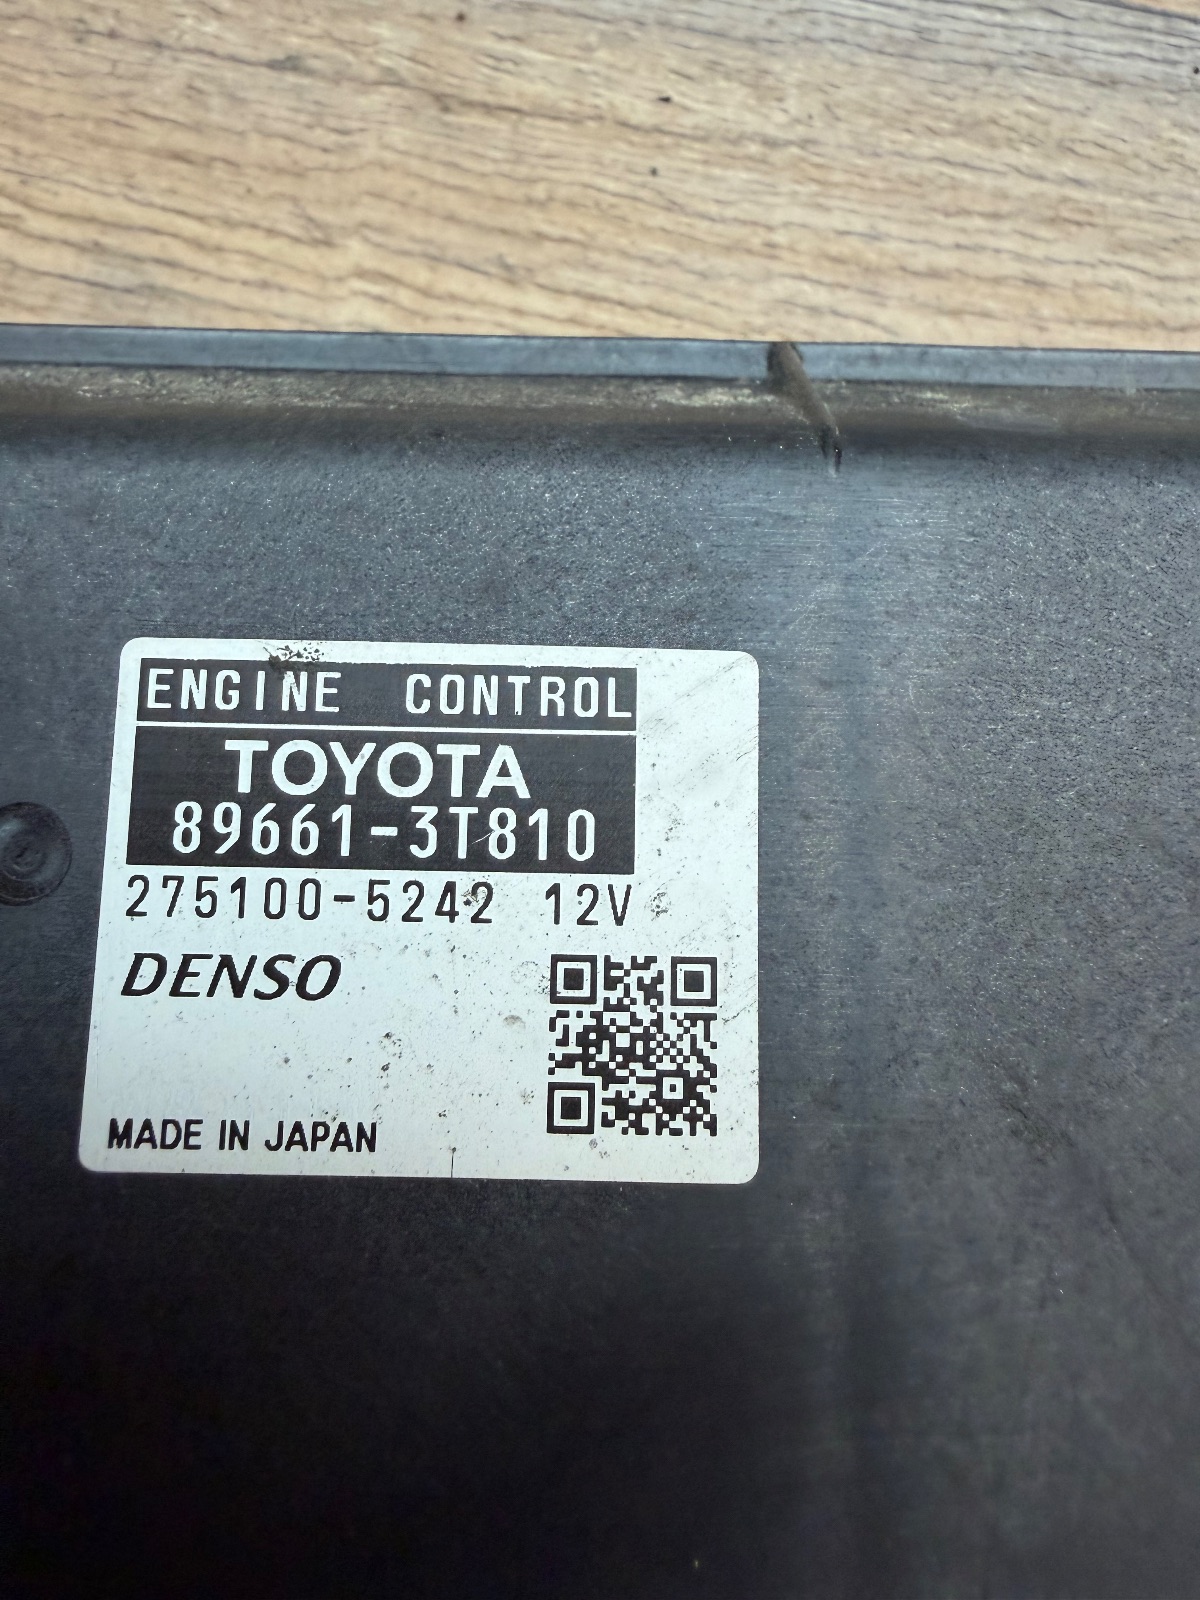 ENGINE CONTROL
TOYOTA
89661-3T810
275100-5242 12V
DENSO
MADE IN JAPAN